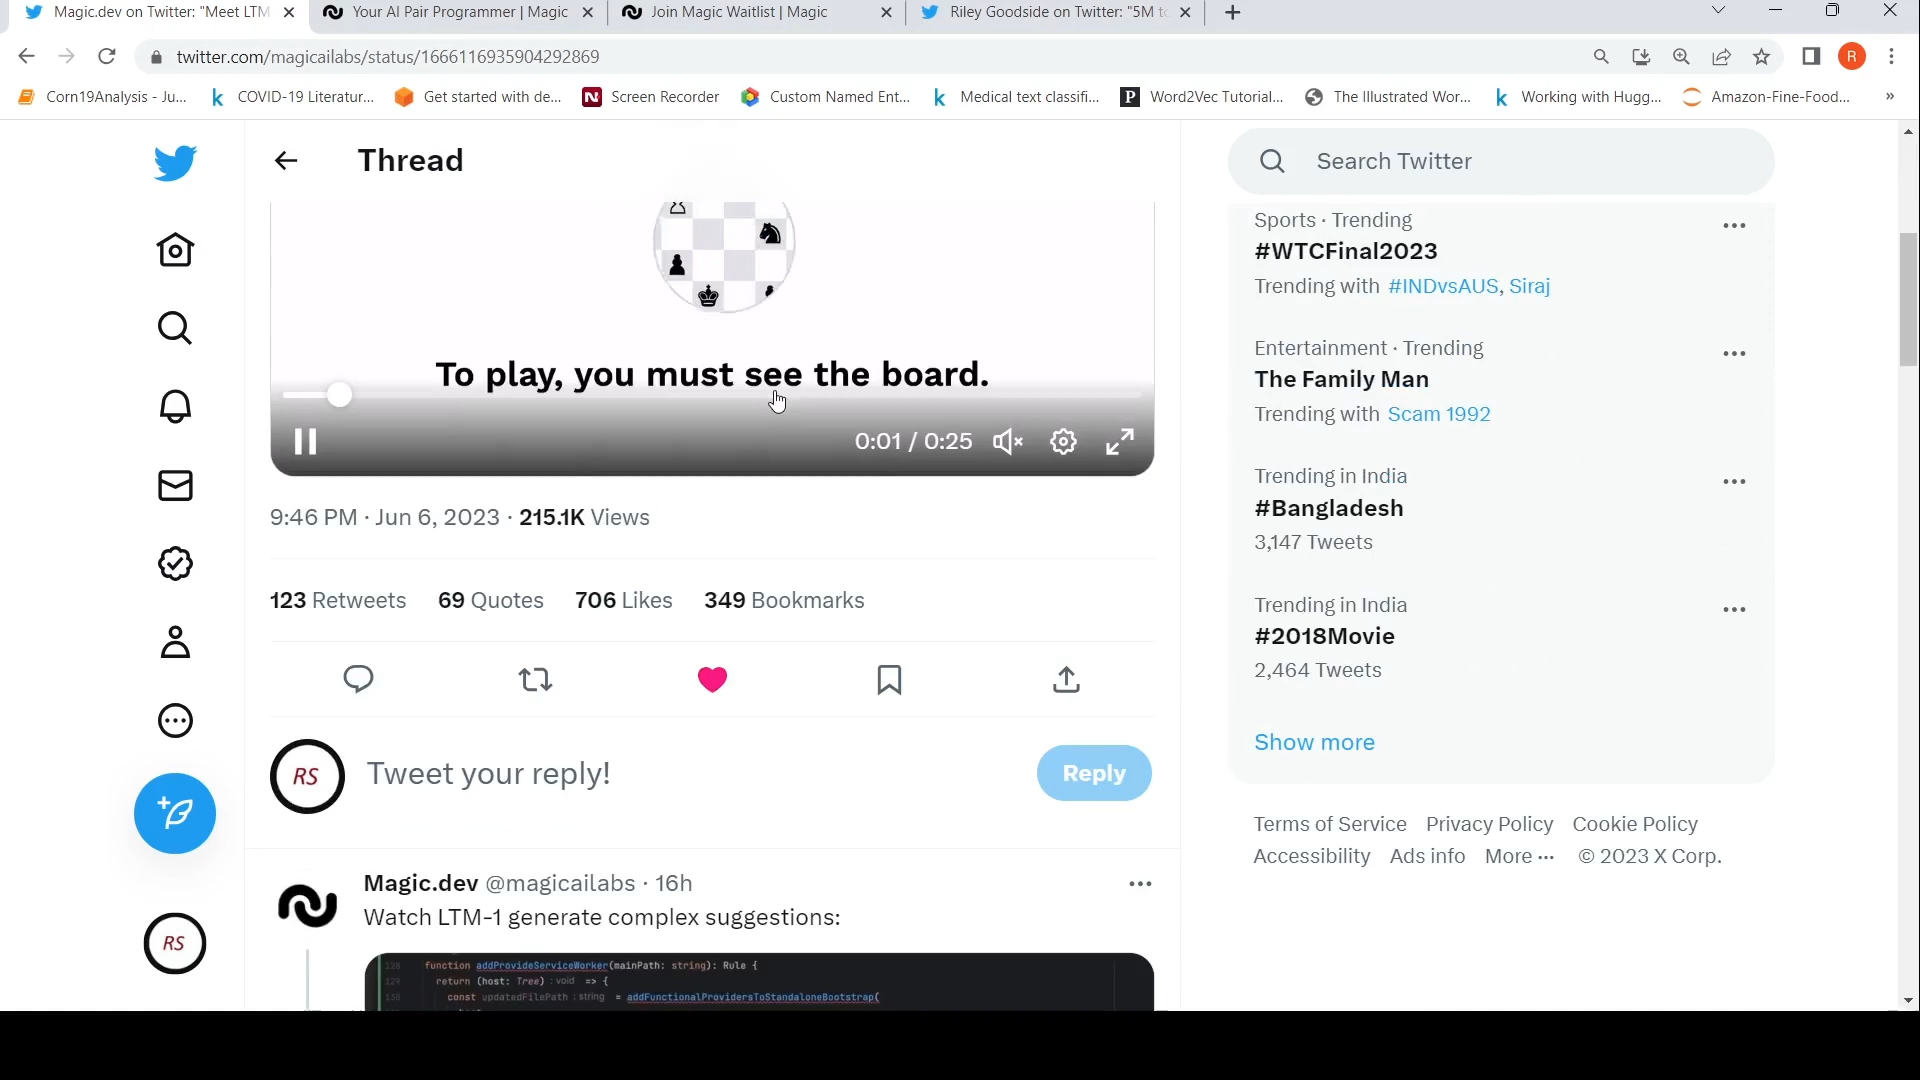 Magic.dev on Twitter: "Meet LTM
Your AI Pair Programmer | Magic
Join Magic Waitlist | Magic
Riley Goodside on Twitter: "5M to
twitter.com/magicailabs/status/1666116935904292869
R
Corn19Analysis - Ju...
COVID-19 Literatur...
Get started with de...
Screen Recorder
Custom Named Ent...
Medical text classifi...
Word2Vec Tutorial...
The Illustrated Wor...
Working with Hugg...
Amazon-Fine-Food...
»
Thread
Search Twitter
To play, you must see the board.
0:01 / 0:25
9:46 PM · Jun 6, 2023 · 215.1K Views
123 Retweets 69 Quotes 706 Likes 349 Bookmarks
RS
Tweet your reply!
Reply
Magic.dev @magicailabs · 16h
Watch LTM-1 generate complex suggestions:
128 function addProvideServiceWorker(mainPath: string): Rule {
129 return (host: Tree) : void => {
130 const updatedFilePath : string = addFunctionalProvidersToStandaloneBootstrap(
RS
Sports · Trending
#WTCFinal2023
Trending with #INDvsAUS, Siraj
Entertainment · Trending
The Family Man
Trending with Scam 1992
Trending in India
#Bangladesh
3,147 Tweets
Trending in India
#2018Movie
2,464 Tweets
Show more
Terms of Service Privacy Policy Cookie Policy
Accessibility Ads info More ··· © 2023 X Corp.